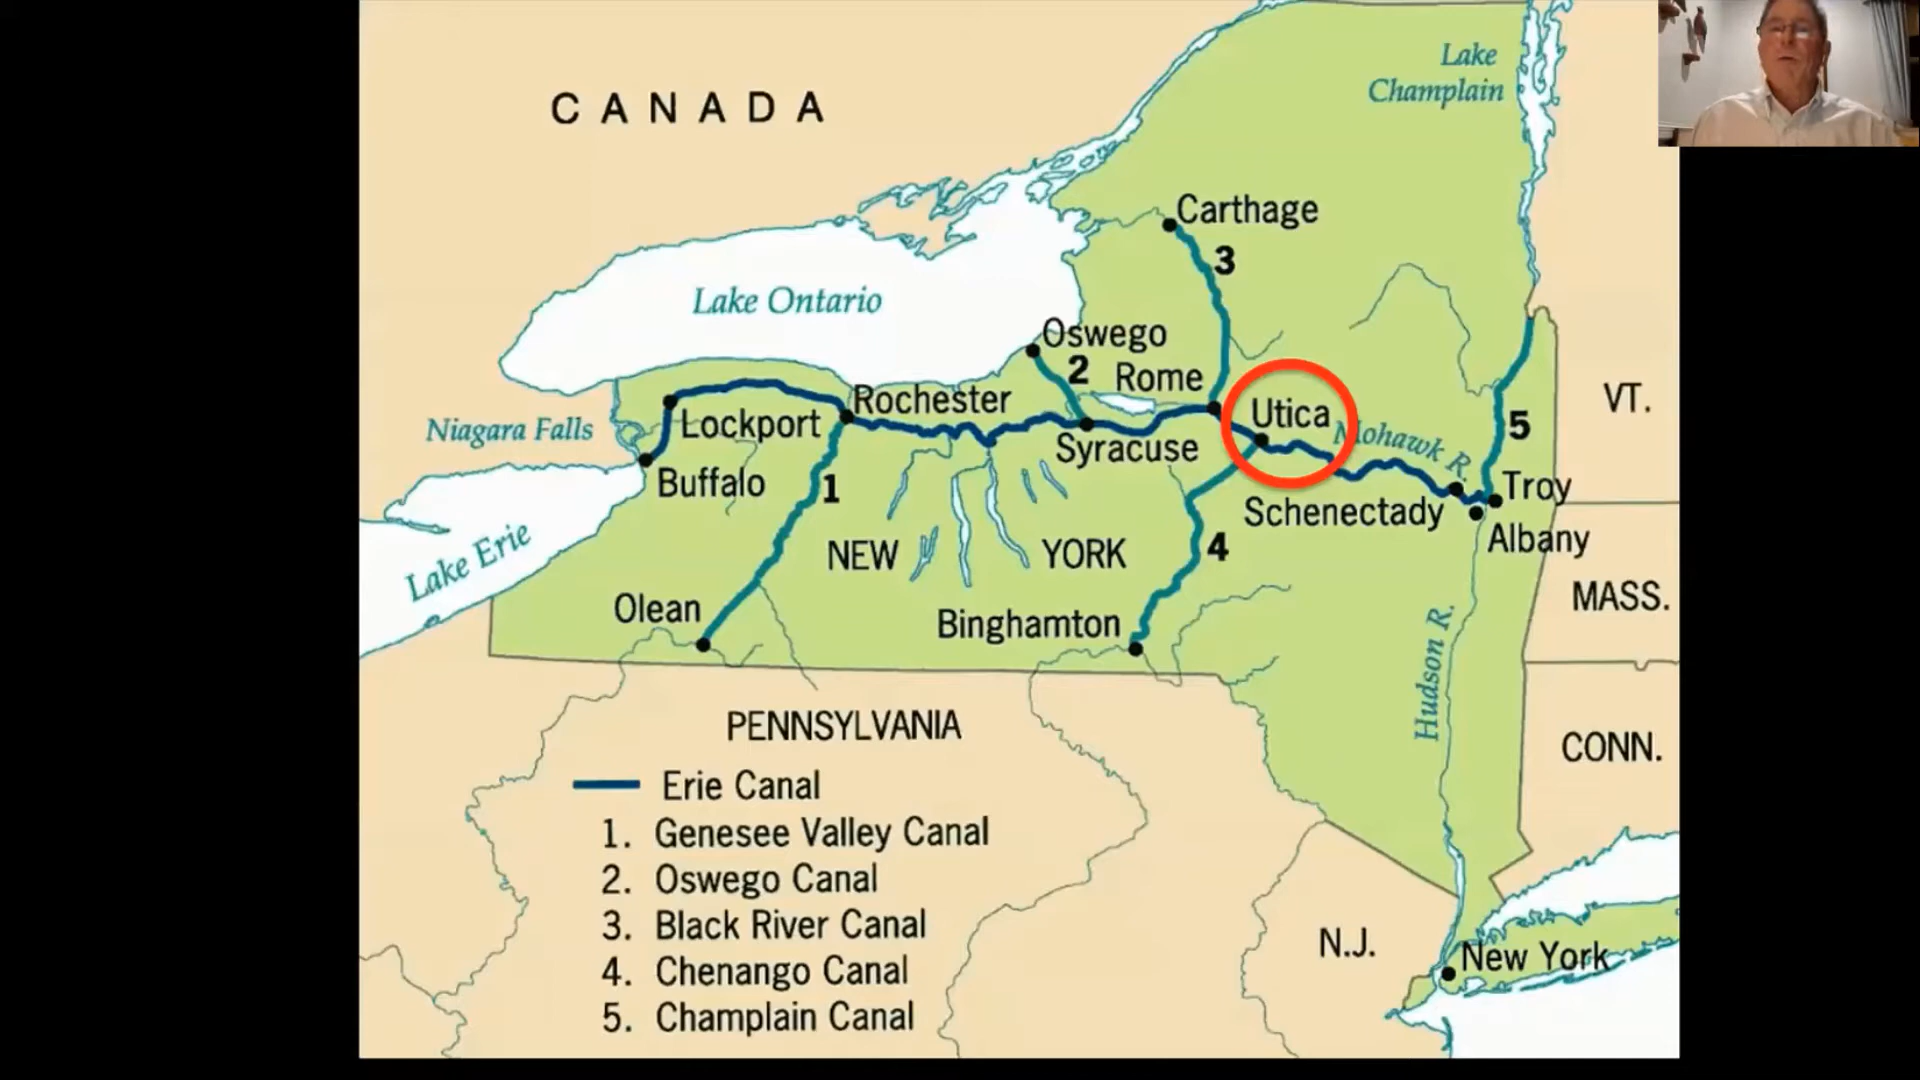 CANADA
Lake
Champlain
Carthage
3
Lake Ontario
Oswego
2
Rome
Utica
Rochester
Lockport
Niagara Falls
Syracuse
Mohawk R.
VT.
5
Buffalo
1
Schenectady
Troy
Albany
Lake Erie
NEW YORK
4
MASS.
Olean
Binghamton
Hudson R.
PENNSYLVANIA
CONN.
Erie Canal
1. Genesee Valley Canal
2. Oswego Canal
3. Black River Canal
4. Chenango Canal
5. Champlain Canal
N.J.
New York